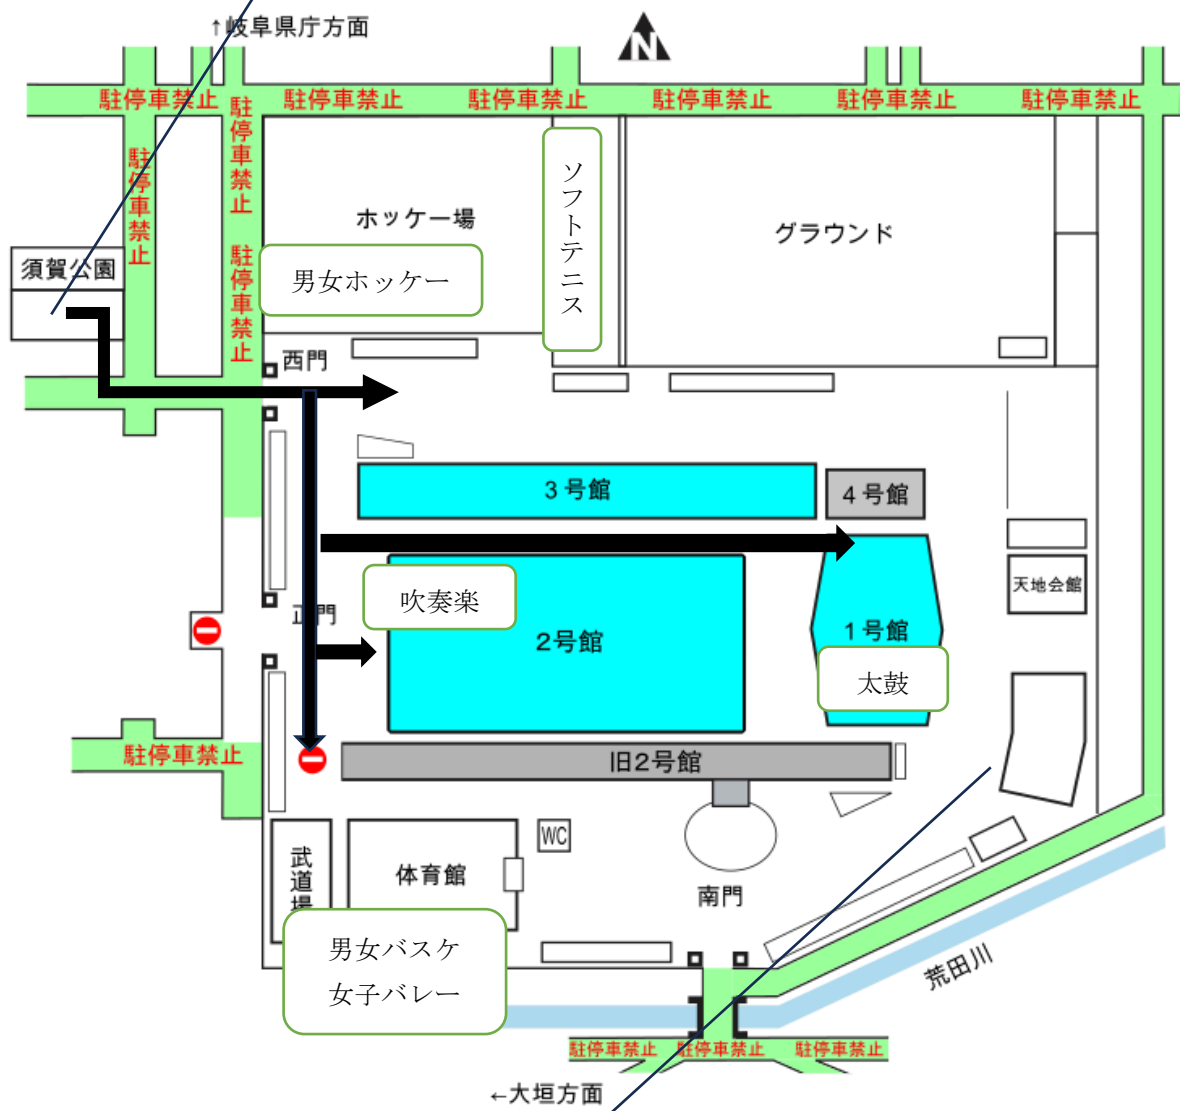 ↑岐阜県庁方面
N
駐停車禁止
駐停車禁止
駐停車禁止
駐停車禁止
駐停車禁止
駐停車禁止
駐停車禁止
駐停車禁止
駐停車禁止
ソフトテニス
ホッケー場
グラウンド
須賀公園
男女ホッケー
西門
3号館
4号館
天地会館
吹奏楽
正門
2号館
1号館
太鼓
駐停車禁止
旧2号館
WC
武道場
体育館
南門
男女バスケ
女子バレー
荒田川
駐停車禁止
駐停車禁止
駐停車禁止
←大垣方面